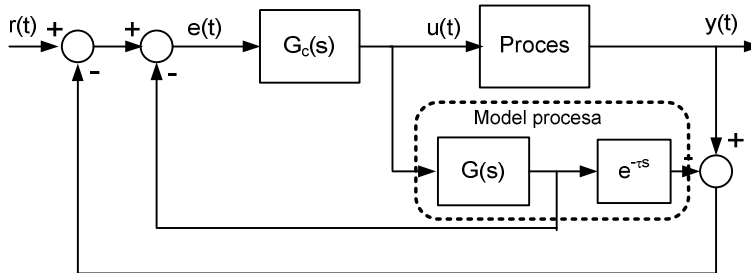 r(t)
+
-
+
-
e(t)
Gc(s)
u(t)
Proces
y(t)
Model procesa
G(s)
e-τs
-
+